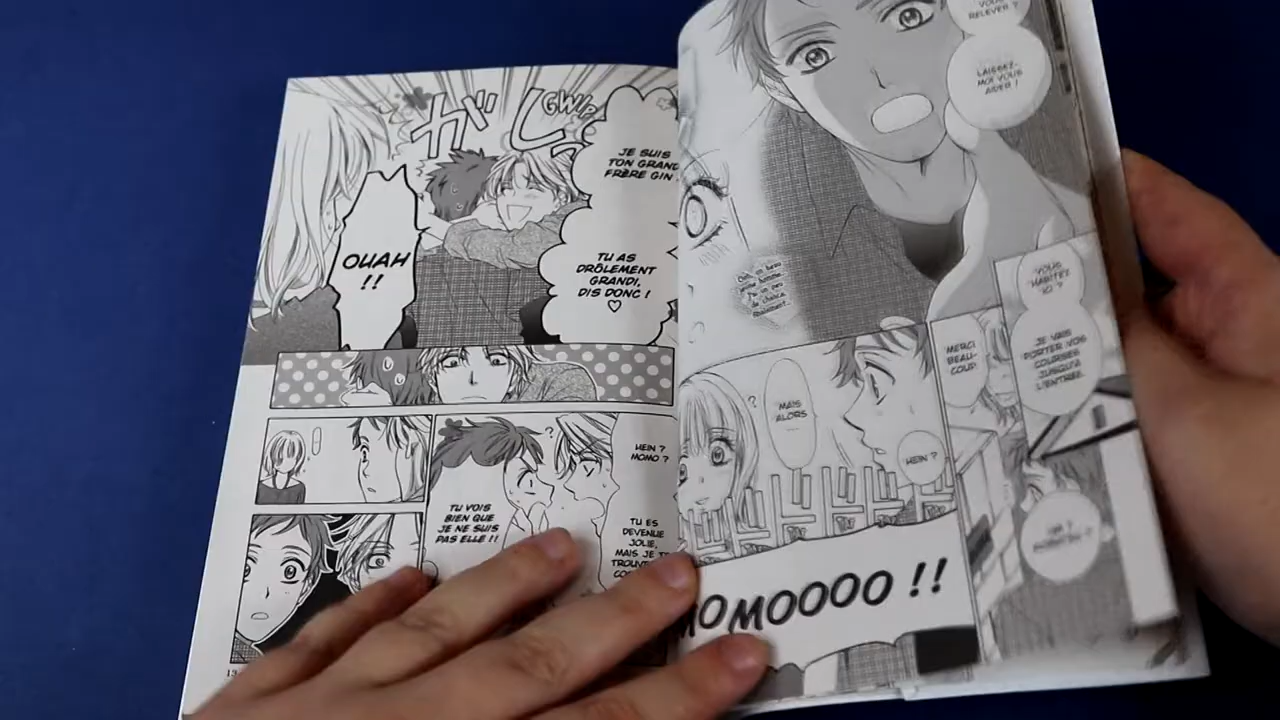 VOUS
RELEVER ?
LAISSEZ-
MOI VOUS
AIDER !
VOUS
HABITEZ
ICI ?
JE VAIS
PORTER VOS
COURSES
JUSQU'À
L'ENTRÉE
MERCI
BEAU-
COUP.
MAIS
ALORS
HEIN ?
MOMOOOO !!
ガシ
GWIP
JE SUIS
TON GRAND
FRÈRE GIN
TU AS
DRÔLEMENT
GRANDI,
DIS DONC !
♡
OUAH
!!
?
HEIN ?
MOMO ?
TU ES
DEVENUE
JOLIE,
MAIS JE TE
TU VOIS
BIEN QUE
JE NE SUIS
PAS ELLE !!